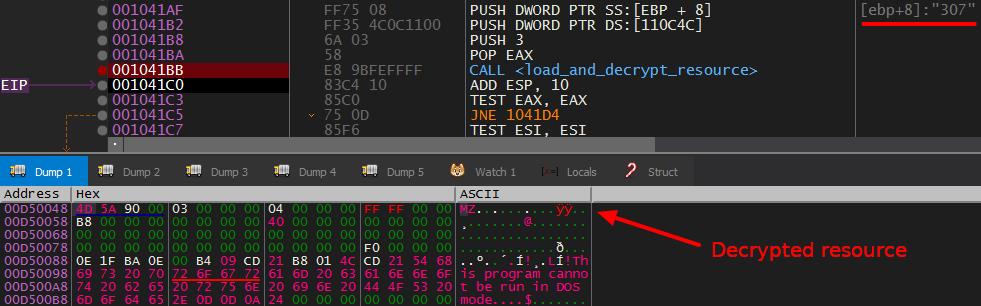 001041AF FF75 08 PUSH DWORD PTR SS:[EBP + 8] [ebp+8]:"307"
001041B2 FF35 4C0C1100 PUSH DWORD PTR DS:[110C4C]
001041B8 6A 03 PUSH 3
001041BA 58 POP EAX
001041BB E8 9BFEFFFF CALL <load_and_decrypt_resource>
EIP 001041C0 83C4 10 ADD ESP, 10
001041C3 85C0 TEST EAX, EAX
001041C5 75 0D JNE 1041D4
001041C7 85F6 TEST ESI, ESI
Dump 1 Dump 2 Dump 3 Dump 4 Dump 5 Watch 1 [x=] Locals Struct
Address Hex ASCII
00D50048 4D 5A 90 00 03 00 00 00 04 00 00 00 FF FF 00 00 MZ..........ÿÿ..
00D50058 B8 00 00 00 00 00 00 00 40 00 00 00 00 00 00 00 ¸.......@.......
00D50068 00 00 00 00 00 00 00 00 00 00 00 00 00 00 00 00 ................
00D50078 00 00 00 00 00 00 00 00 00 00 00 00 F0 00 00 00 ............ð...
00D50088 0E 1F BA 0E 00 B4 09 CD 21 B8 01 4C CD 21 54 68 ..º..´.Í!¸.LÍ!Th
00D50098 69 73 20 70 72 6F 67 72 61 6D 20 63 61 6E 6E 6F is program canno
00D500A8 74 20 62 65 20 72 75 6E 20 69 6E 20 44 4F 53 20 t be run in DOS
00D500B8 6D 6F 64 65 2E 0D 0D 0A 24 00 00 00 00 00 00 00 mode....$.......
Decrypted resource